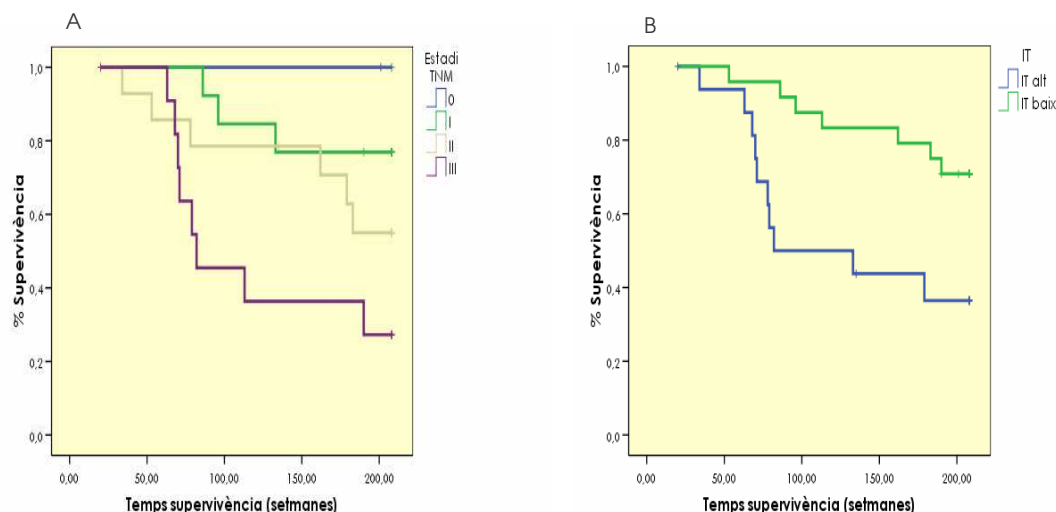 A
Estadi
TNM
0
I
II
III
1,0
0,8
0,6
0,4
0,2
0,0
% Supervivència
0,00
50,00
100,00
150,00
200,00
Temps supervivència (setmanes)
B
IT
IT alt
IT baix
1,0
0,8
0,6
0,4
0,2
0,0
% Supervivència
0,00
50,00
100,00
150,00
200,00
Temps supervivència (setmanes)